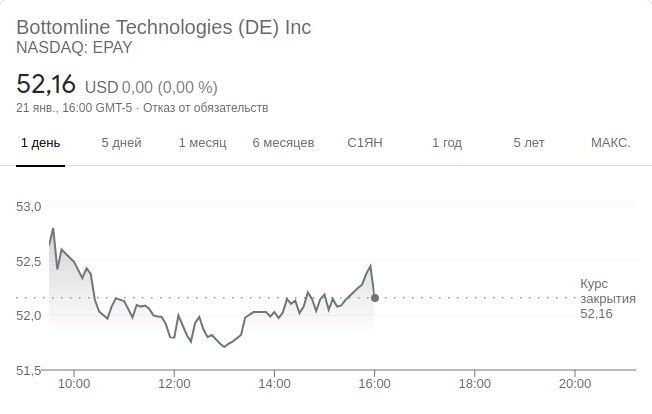 Bottomline Technologies (DE) Inc
NASDAQ: EPAY
52,16 USD 0,00 (0,00 %)
21 янв., 16:00 GMT-5 · Отказ от обязательств
1 день 5 дней 1 месяц 6 месяцев С1ЯН 1 год 5 лет МАКС.
53,0
52,5
Курс
закрытия
52,16
52,0
51,5
10:00 12:00 14:00 16:00 18:00 20:00